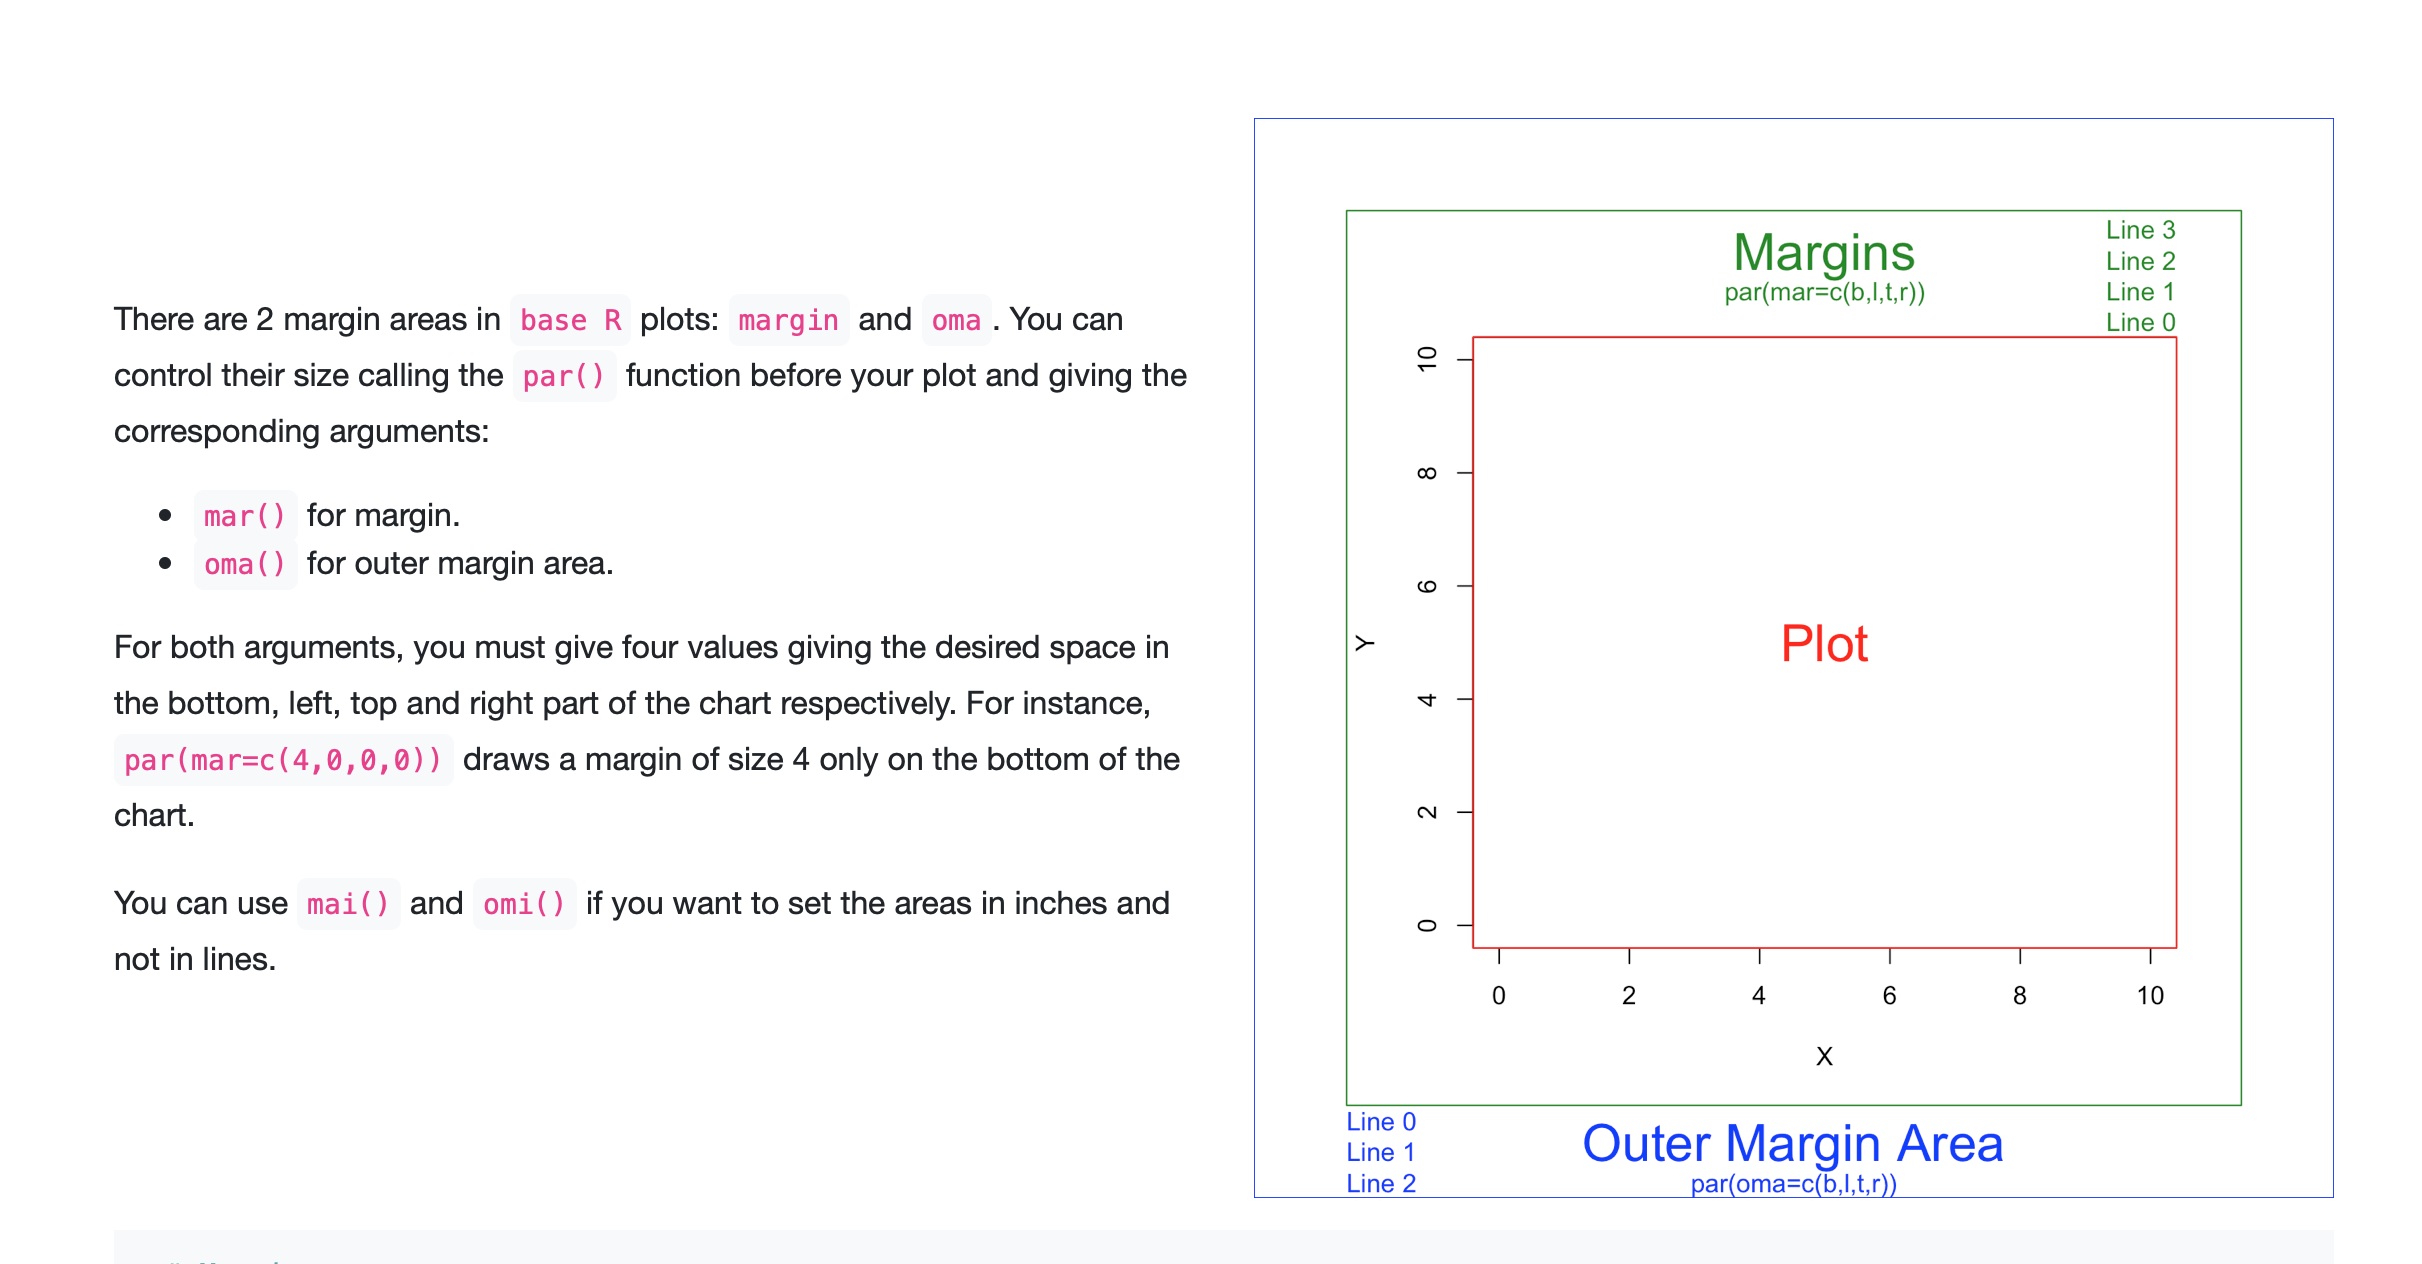 There are 2 margin areas in base R plots: margin and oma. You can
control their size calling the par() function before your plot and giving the
corresponding arguments:
mar() for margin.
oma() for outer margin area.
For both arguments, you must give four values giving the desired space in
the bottom, left, top and right part of the chart respectively. For instance,
par(mar=c(4,0,0,0)) draws a margin of size 4 only on the bottom of the
chart.
You can use mai() and omi() if you want to set the areas in inches and
not in lines.
Margins
par(mar=c(b,l,t,r))
Line 3
Line 2
Line 1
Line 0
10
8
6
4
2
0
Y
Plot
0 2 4 6 8 10
X
Line 0
Line 1
Line 2
Outer Margin Area
par(oma=c(b,l,t,r))